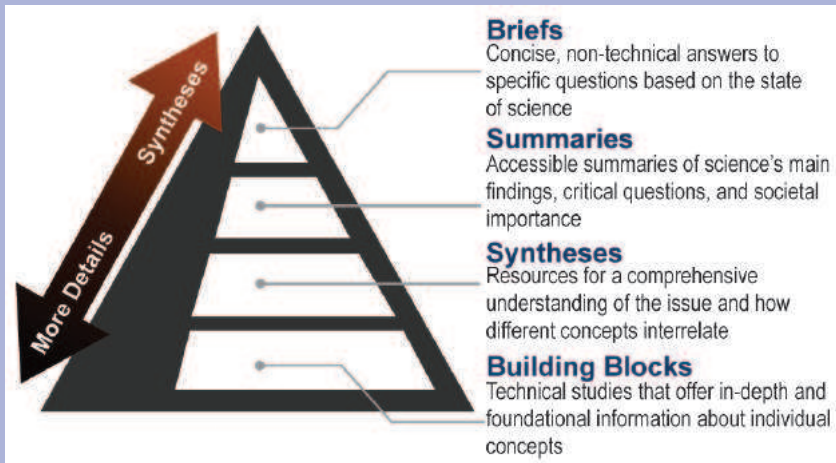 Briefs
Concise, non-technical answers to
specific questions based on the state
of science
Summaries
Accessible summaries of science's main
findings, critical questions, and societal
importance
Syntheses
Resources for a comprehensive
understanding of the issue and how
different concepts interrelate
Building Blocks
Technical studies that offer in-depth and
foundational information about individual
concepts
Syntheses
More Details